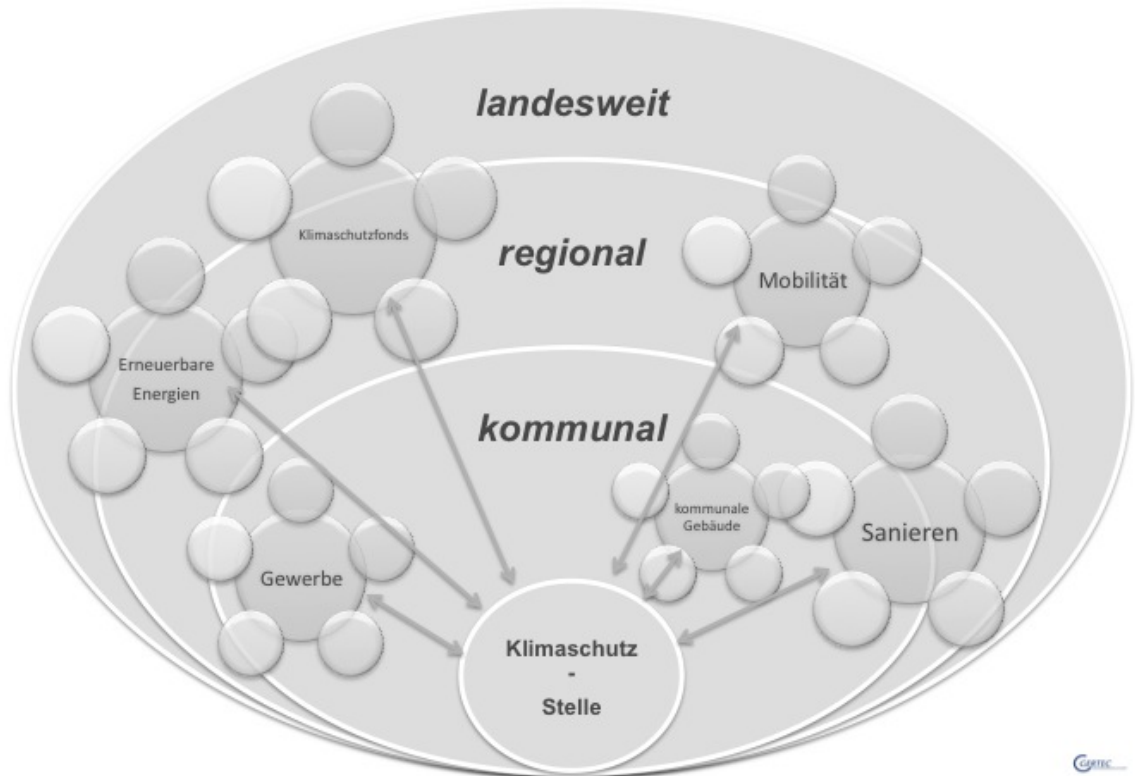 landesweit
Klimaschutzfonds
regional
Mobilität
Erneuerbare
Energien
kommunal
kommunale
Gebäude
Sanieren
Gewerbe
Klimaschutz
-
Stelle
GERTEC